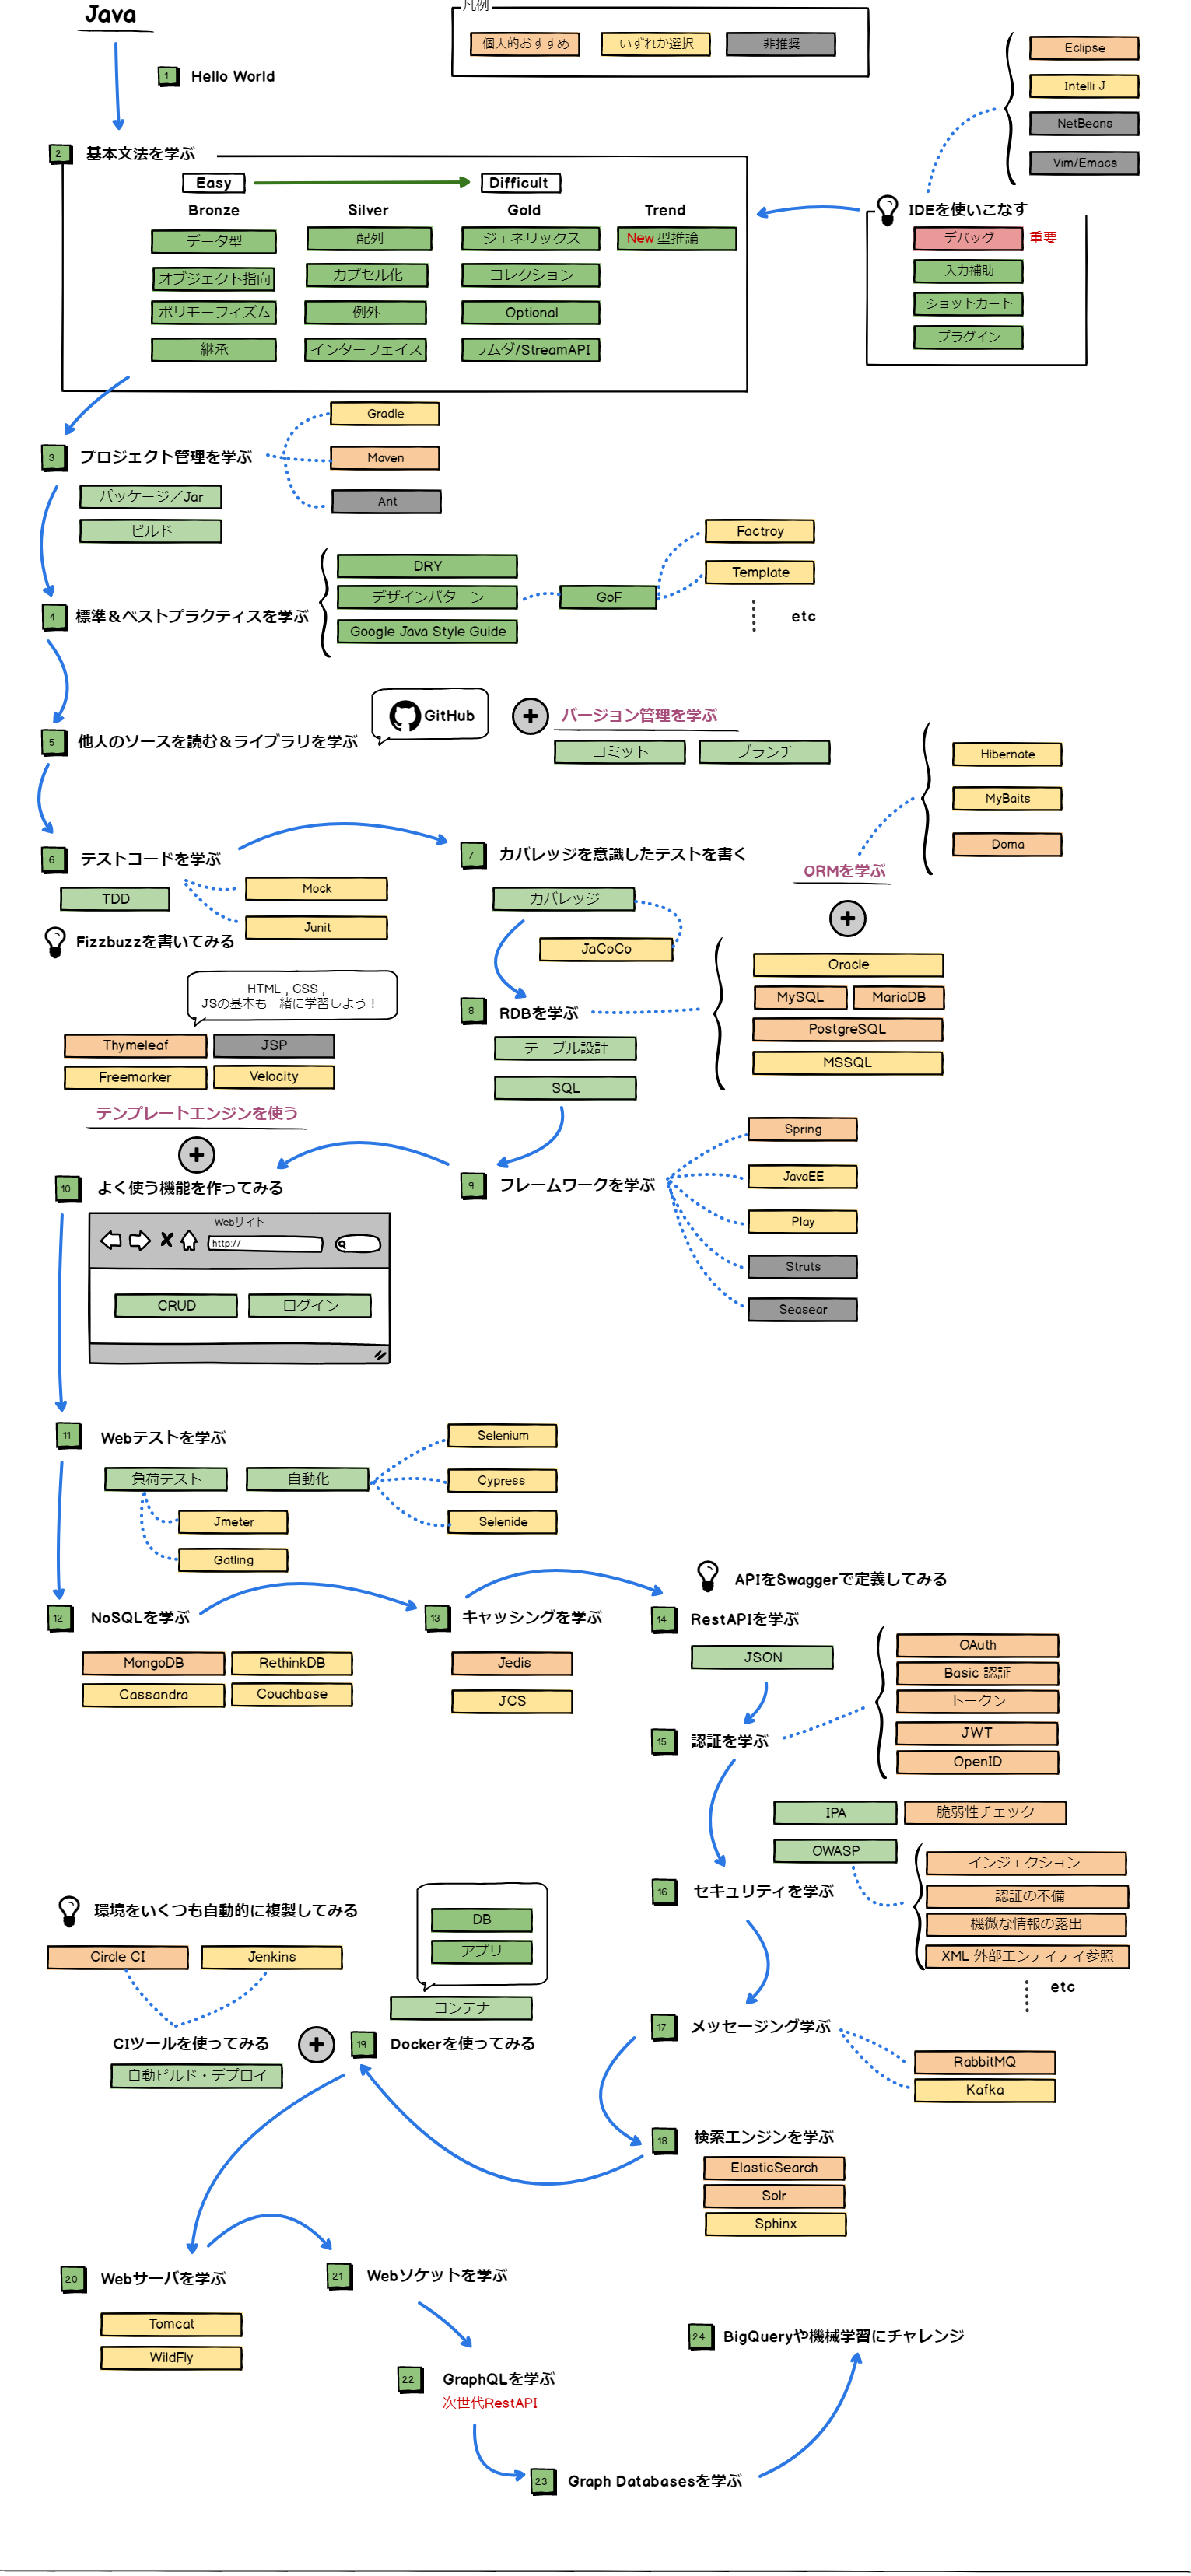 Java
凡例
個人的おすすめ
いずれか選択
非推奨
1
Hello World
Eclipse
Intelli J
NetBeans
Vim/Emacs
2
基本文法を学ぶ
Easy
Difficult
Bronze
Silver
Gold
Trend
データ型
配列
ジェネリックス
New 型推論
オブジェクト指向
カプセル化
コレクション
ポリモーフィズム
例外
Optional
継承
インターフェイス
ラムダ/StreamAPI
IDEを使いこなす
デバッグ
重要
入力補助
ショットカート
プラグイン
3
プロジェクト管理を学ぶ
パッケージ／Jar
ビルド
Gradle
Maven
Ant
4
標準＆ベストプラクティスを学ぶ
DRY
デザインパターン
Google Java Style Guide
GoF
Factroy
Template
etc
5
他人のソースを読む＆ライブラリを学ぶ
GitHub
バージョン管理を学ぶ
コミット
ブランチ
6
テストコードを学ぶ
TDD
Mock
Junit
Fizzbuzzを書いてみる
7
カバレッジを意識したテストを書く
カバレッジ
JaCoCo
Hibernate
MyBaits
Doma
ORMを学ぶ
8
RDBを学ぶ
テーブル設計
SQL
Oracle
MySQL
MariaDB
PostgreSQL
MSSQL
HTML , CSS ,
JSの基本も一緒に学習しよう！
Thymeleaf
JSP
Freemarker
Velocity
テンプレートエンジンを使う
9
フレームワークを学ぶ
Spring
JavaEE
Play
Struts
Seasear
10
よく使う機能を作ってみる
Webサイト
http://
CRUD
ログイン
11
Webテストを学ぶ
負荷テスト
自動化
Jmeter
Gatling
Selenium
Cypress
Selenide
12
NoSQLを学ぶ
MongoDB
RethinkDB
Cassandra
Couchbase
13
キャッシングを学ぶ
Jedis
JCS
APIをSwaggerで定義してみる
14
RestAPIを学ぶ
JSON
15
認証を学ぶ
OAuth
Basic 認証
トークン
JWT
OpenID
IPA
脆弱性チェック
OWASP
インジェクション
認証の不備
機微な情報の露出
XML 外部エンティティ参照
etc
16
セキュリティを学ぶ
17
メッセージング学ぶ
RabbitMQ
Kafka
18
検索エンジンを学ぶ
ElasticSearch
Solr
Sphinx
環境をいくつも自動的に複製してみる
Circle CI
Jenkins
CIツールを使ってみる
自動ビルド・デプロイ
DB
アプリ
コンテナ
19
Dockerを使ってみる
20
Webサーバを学ぶ
Tomcat
WildFly
21
Webソケットを学ぶ
22
GraphQLを学ぶ
次世代RestAPI
23
Graph Databasesを学ぶ
24
BigQueryや機械学習にチャレンジ